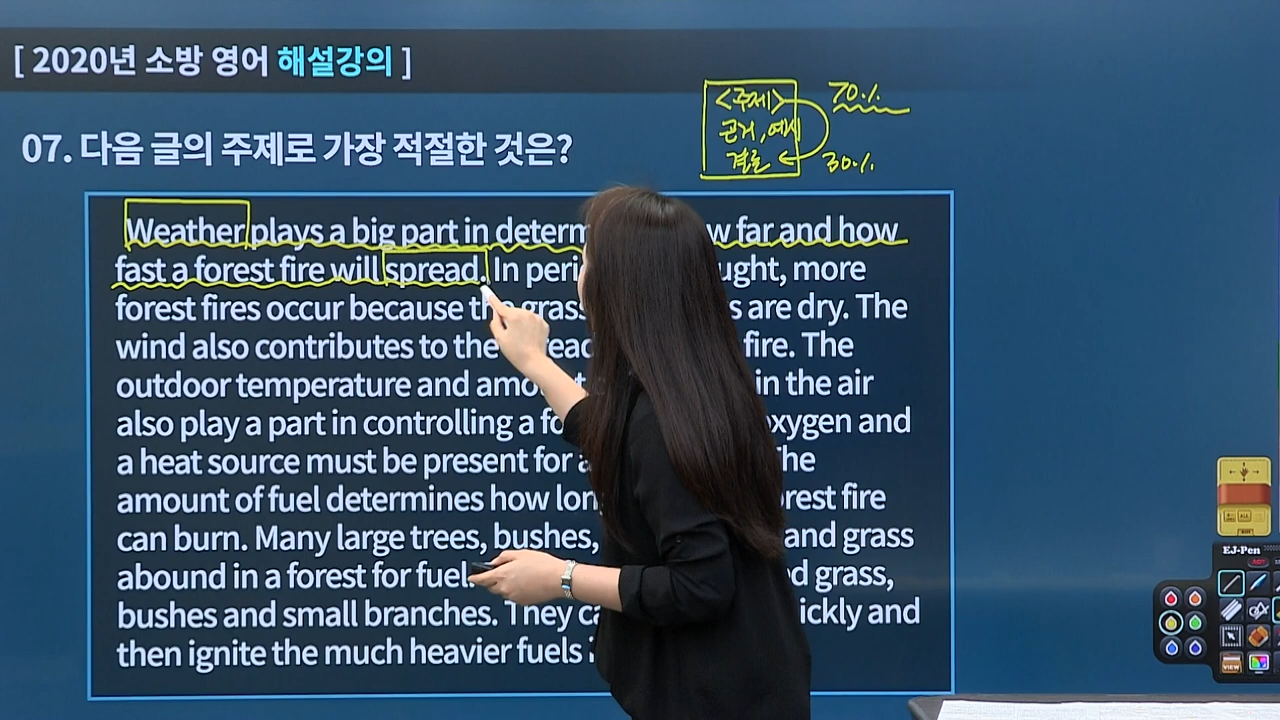 [ 2020년 소방 영어 해설강의 ]
<주제> 70%
근거, 예시
결론 30%
07. 다음 글의 주제로 가장 적절한 것은?
Weather plays a big part in determ w far and how
fast a forest fire will spread. In peri ught, more
forest fires occur because the grass s are dry. The
wind also contributes to the read fire. The
outdoor temperature and amo t in the air
also play a part in controlling a fo oxygen and
a heat source must be present for a The
amount of fuel determines how lon orest fire
can burn. Many large trees, bushes, and grass
abound in a forest for fuel. d grass,
bushes and small branches. They ca ickly and
then ignite the much heavier fuels i
EJ-Pen
VIEW